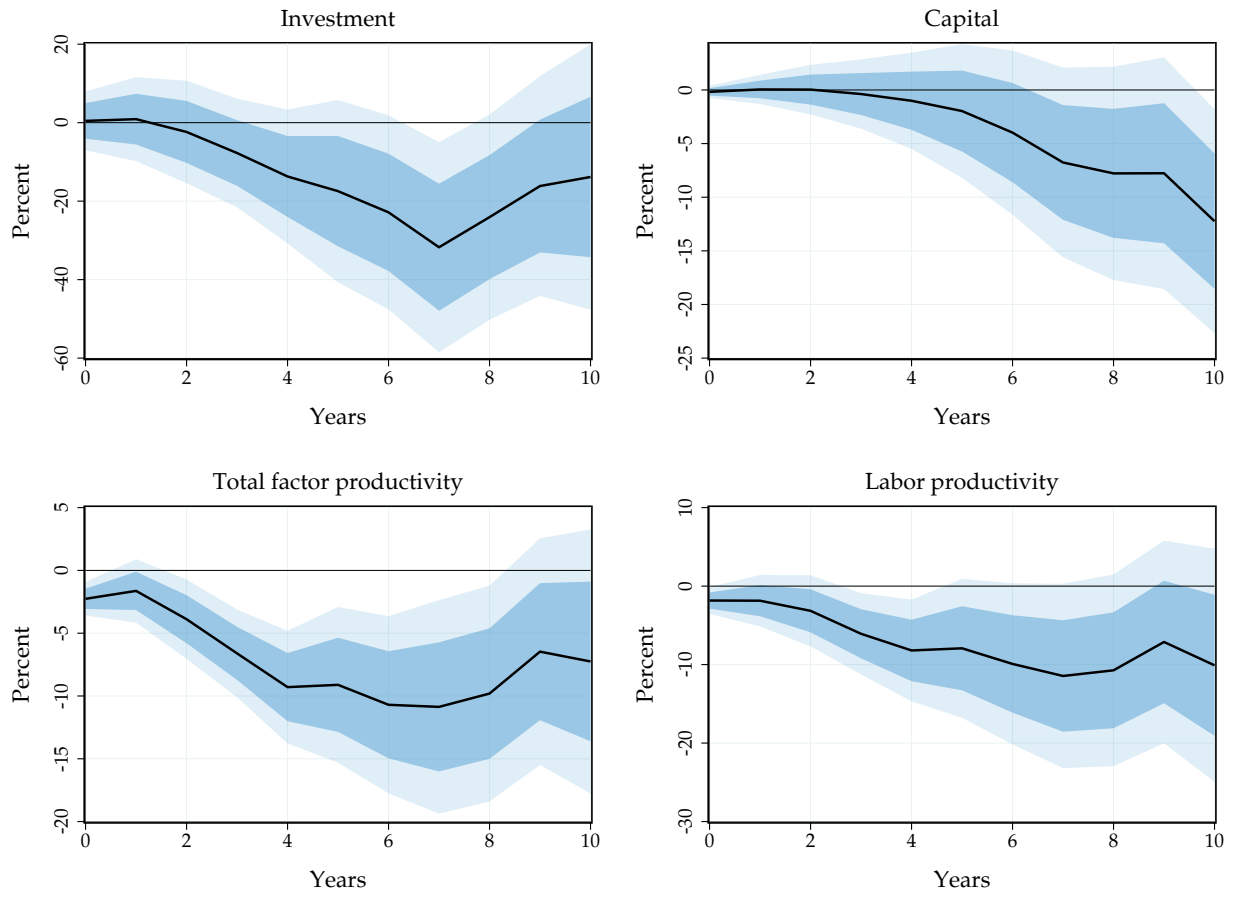 Investment
Percent
20
0
-20
-40
-60
0 2 4 6 8 10
Years
Capital
Percent
0
-5
-10
-15
-20
-25
0 2 4 6 8 10
Years
Total factor productivity
Percent
5
0
-5
-10
-15
-20
0 2 4 6 8 10
Years
Labor productivity
Percent
10
0
-10
-20
-30
0 2 4 6 8 10
Years